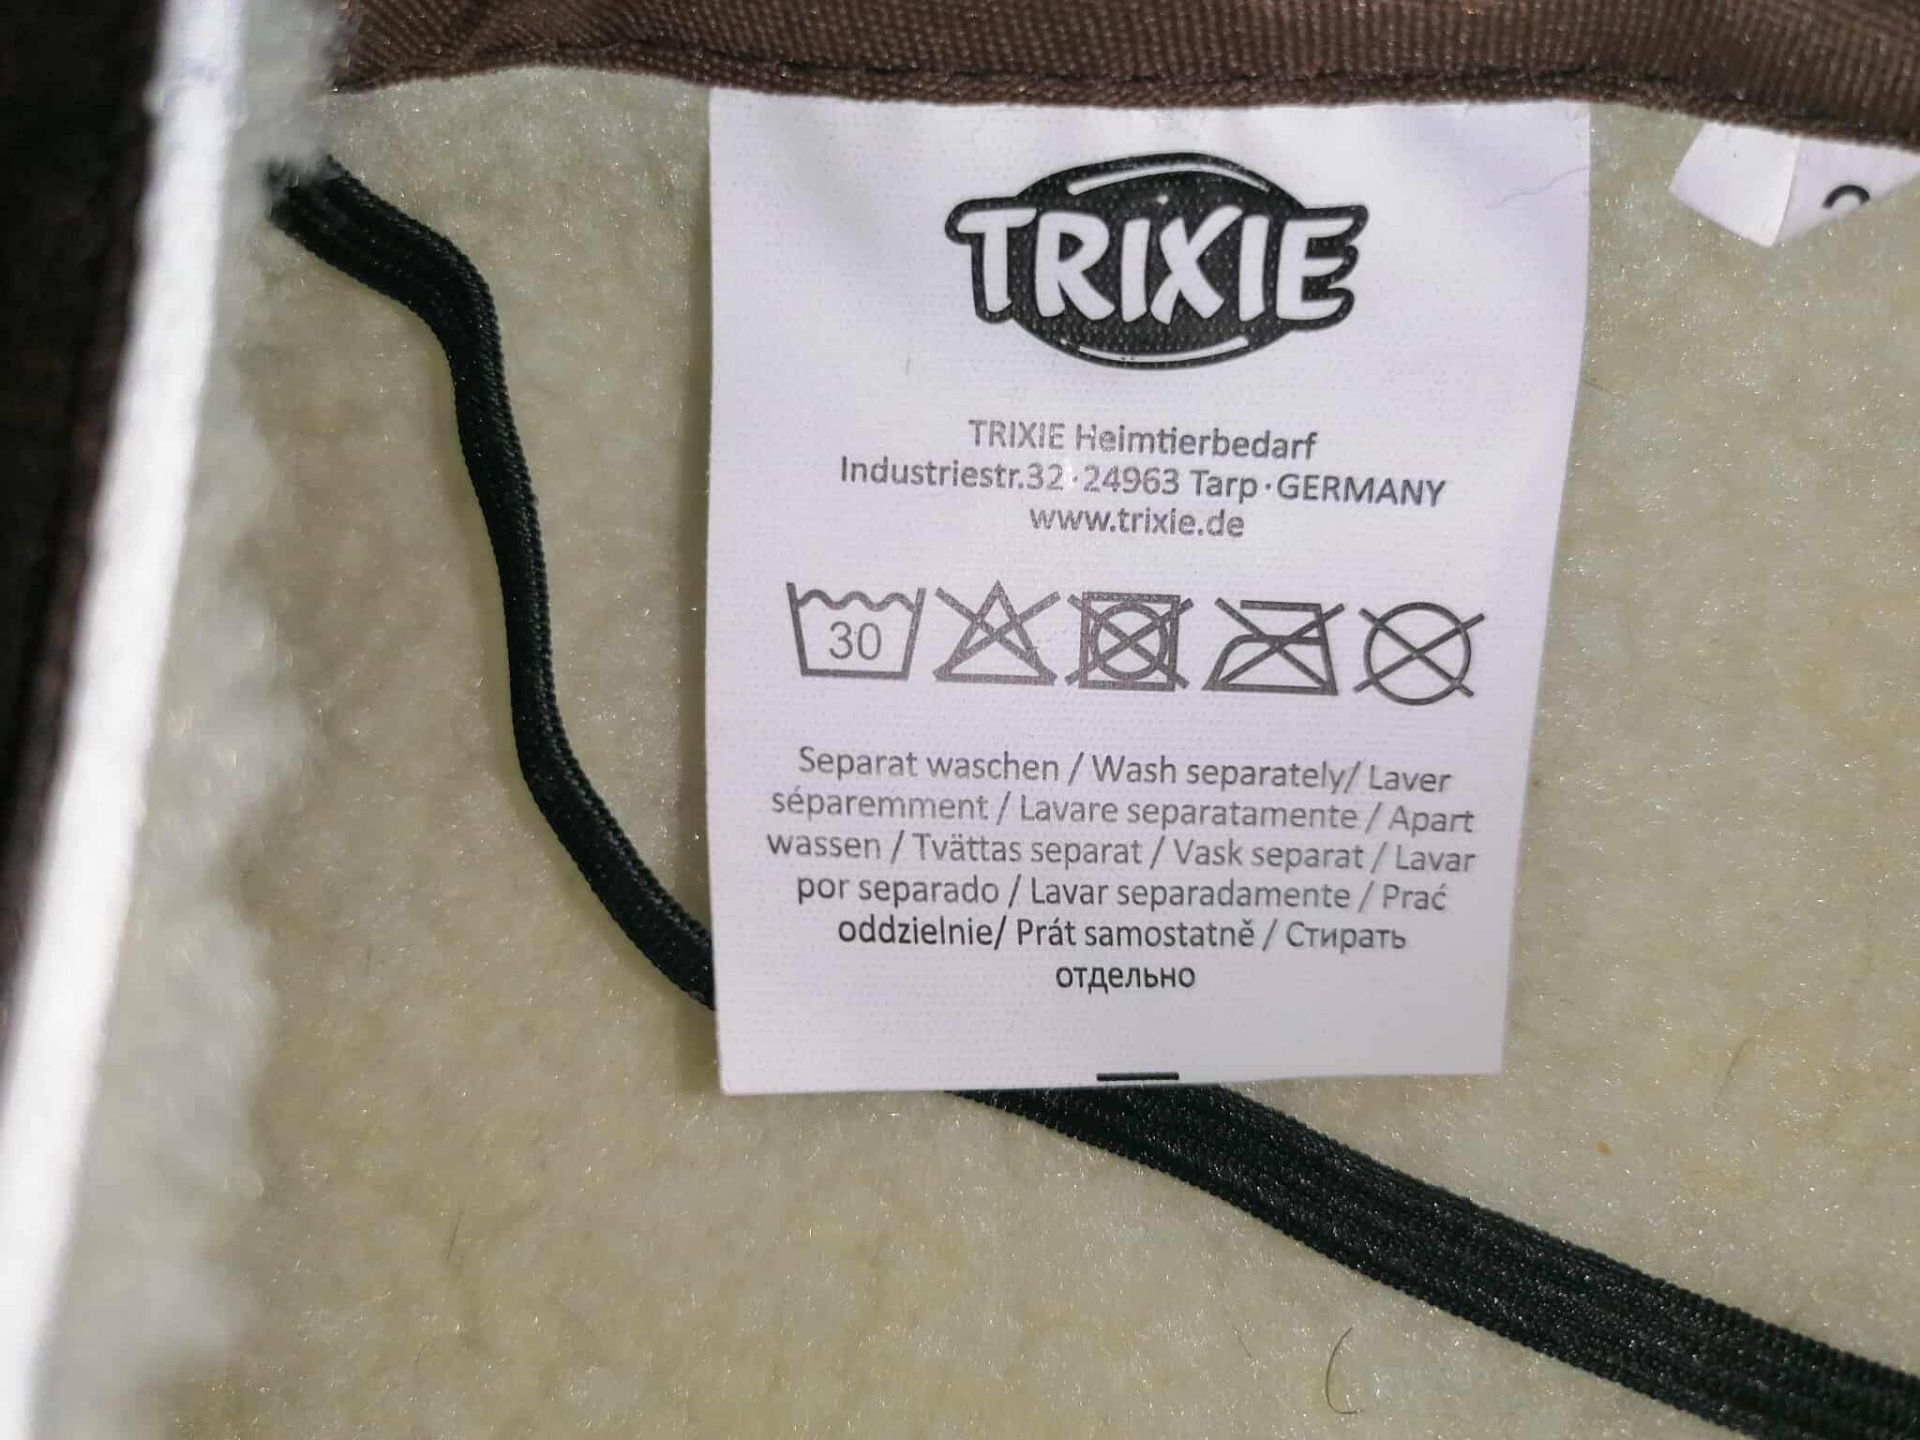 TRIXIE
TRIXIE Heimtierbedarf
Industriestr.32·24963 Tarp·GERMANY
www.trixie.de
30
Separat waschen / Wash separately/ Laver
séparemment / Lavare separatamente / Apart
wassen / Tvättas separat / Vask separat / Lavar
por separado / Lavar separadamente / Prać
oddzielnie/ Prát samostatně / Стирать
отдельно